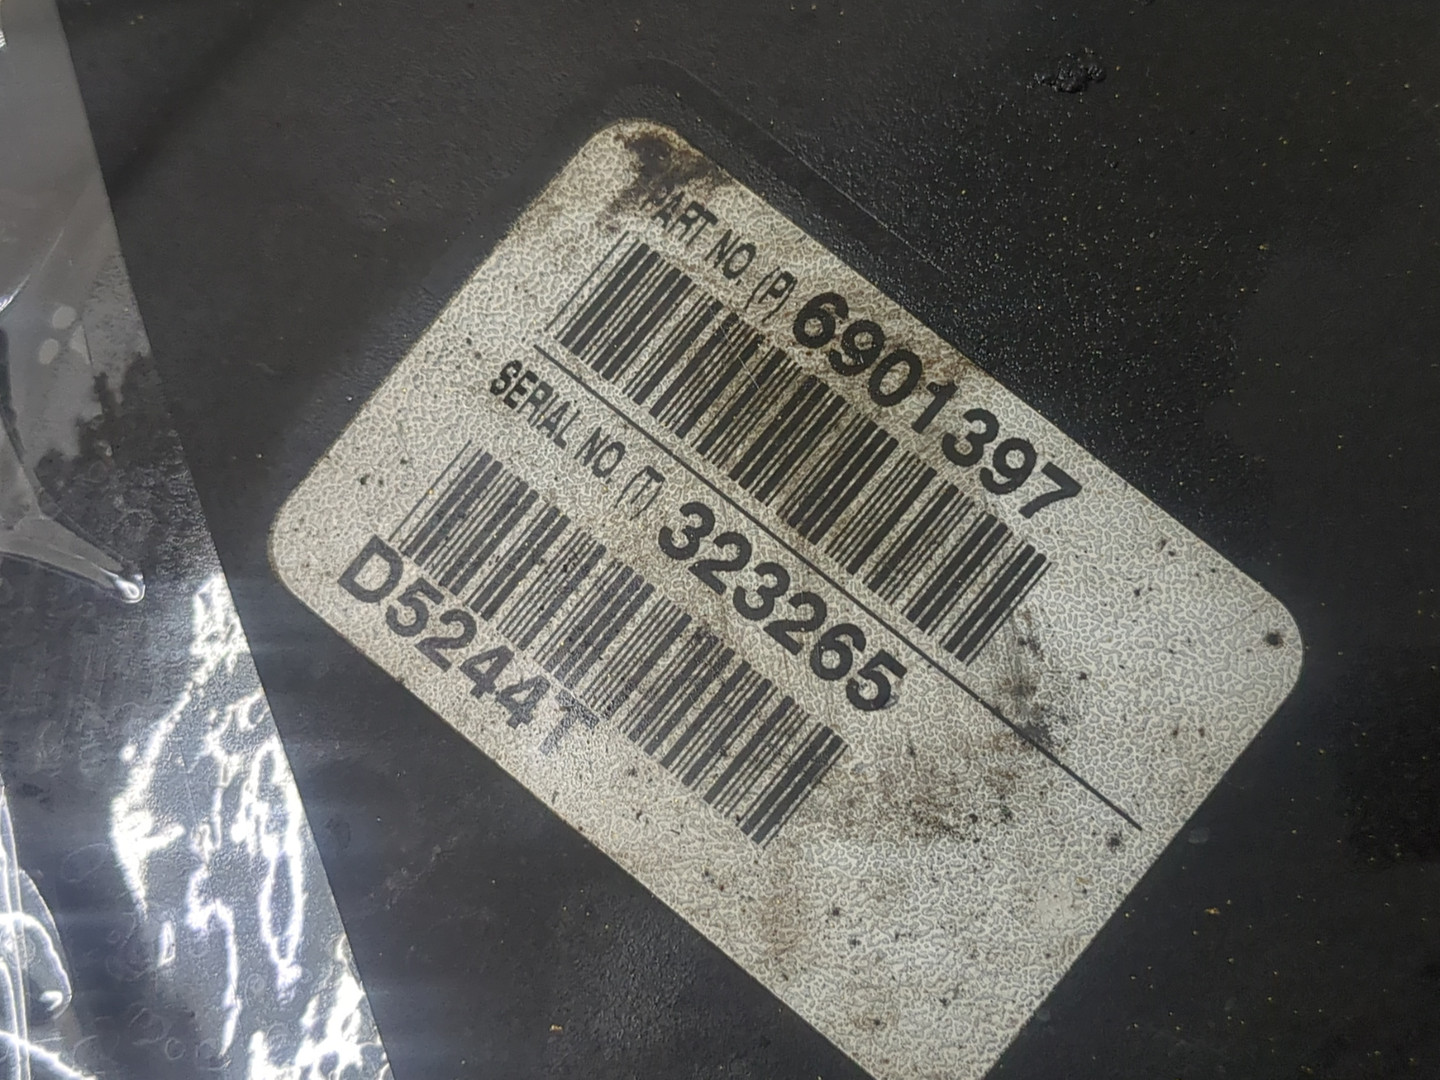 PART NO. (P) 6901397
SERIAL NO. (T) 323265
D5244T